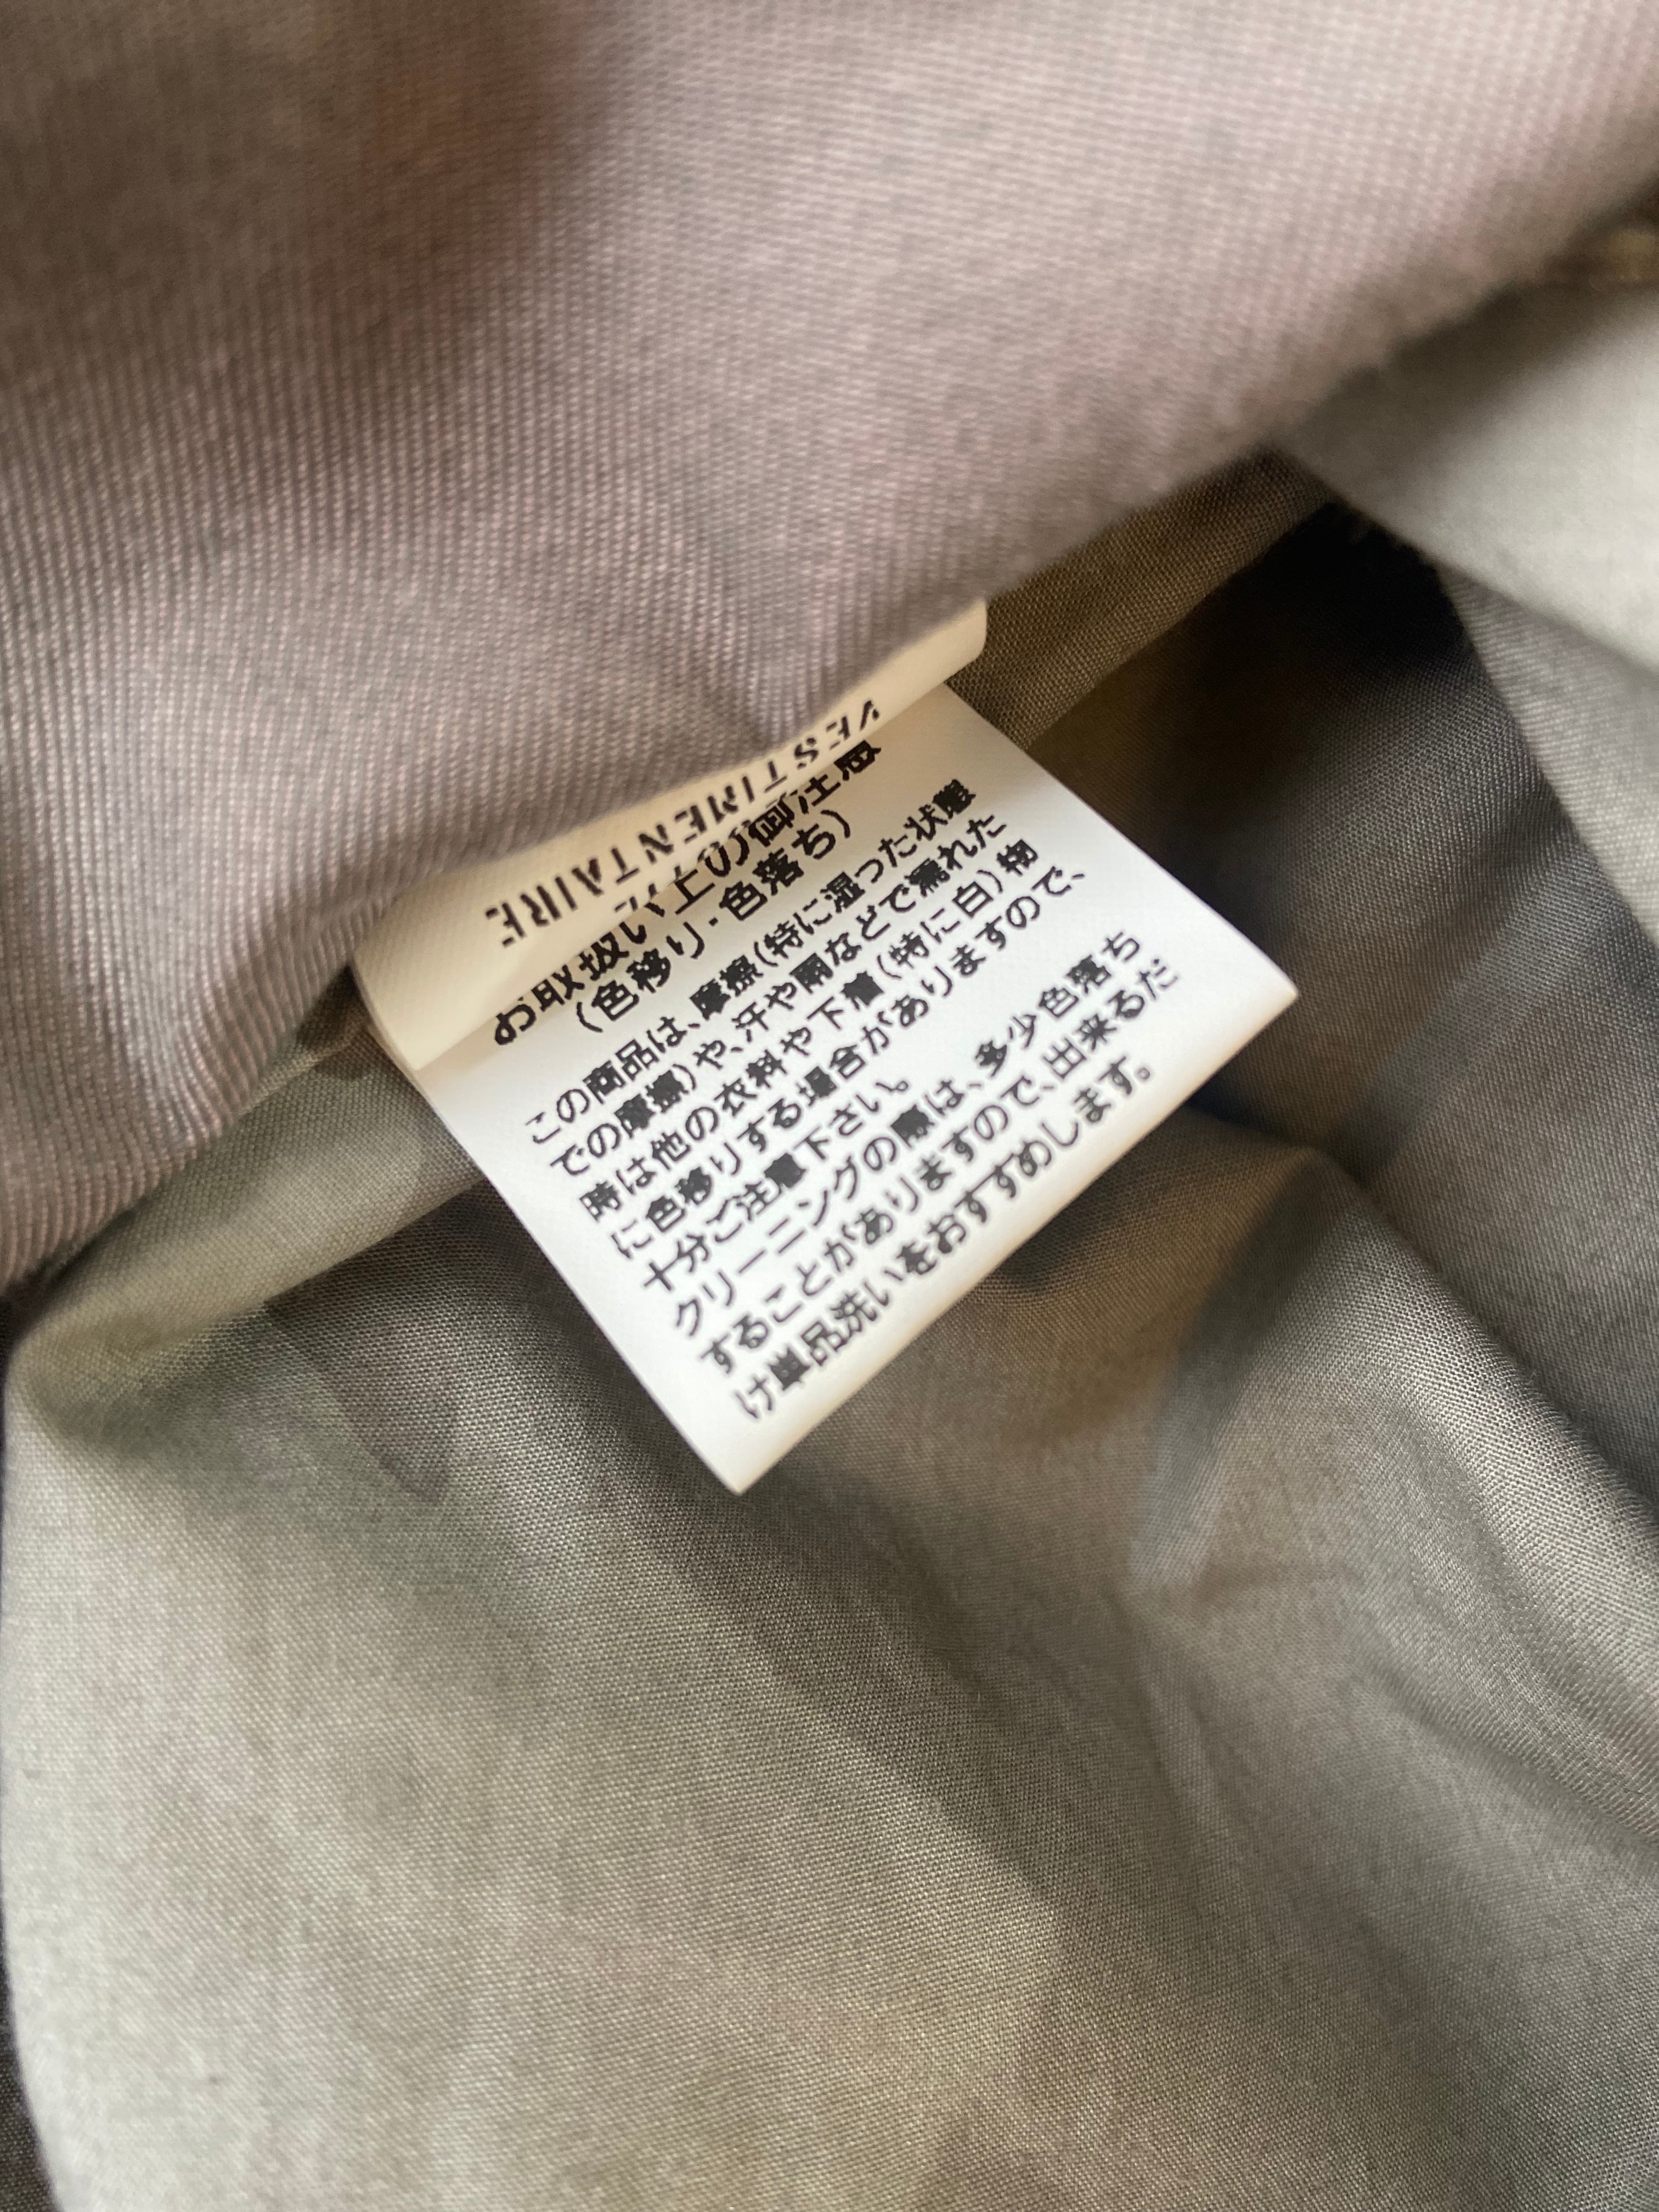 VESTIMENTAIRE
お取扱い上の御注意
(色移り・色落ち)
この商品は、摩擦(特に湿った状態
での摩擦)や、汗や雨などで濡れた
時は他の衣料や下着(特に白)物
に色移りする場合がありますので、
十分ご注意下さい。
クリーニングの際は、多少色落ち
することがありますので、出来るだ
け単品洗いをおすすめします。